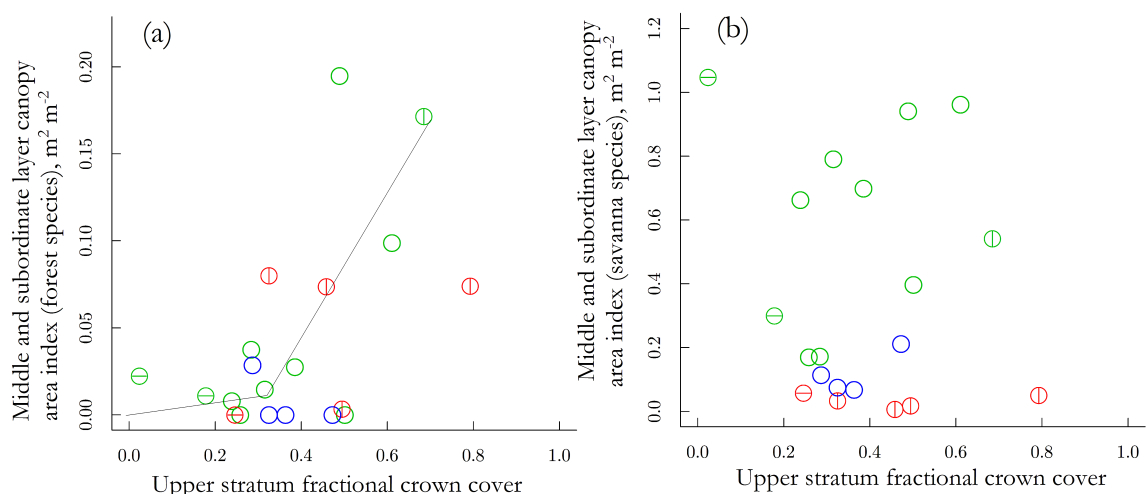 (a)
Middle and subordinate layer canopy
area index (forest species), m² m⁻²
0.20
0.15
0.10
0.05
0.00
0.0 0.2 0.4 0.6 0.8 1.0
Upper stratum fractional crown cover
(b)
Middle and subordinate layer canopy
area index (savanna species), m² m⁻²
1.2
1.0
0.8
0.6
0.4
0.2
0.0
0.0 0.2 0.4 0.6 0.8 1.0
Upper stratum fractional crown cover